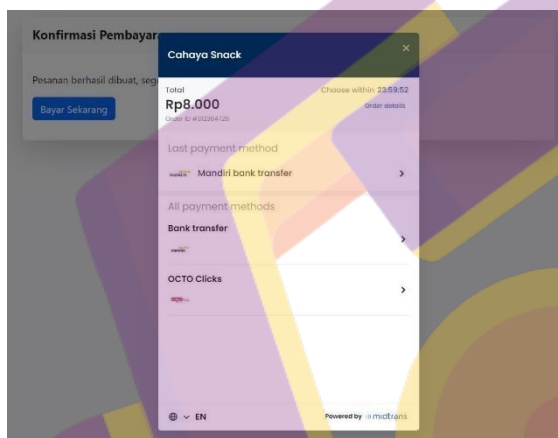 Konfirmasi Pembayar
Pesanan berhasil dibuat, seg
Bayar Sekarang
Cahaya Snack
×
Total
Choose within 23:59:52
Rp8.000
Order details
Last payment method
Mandiri bank transfer
All payment methods
Bank transfer
OCTO Clicks
EN
Powered by midtrans